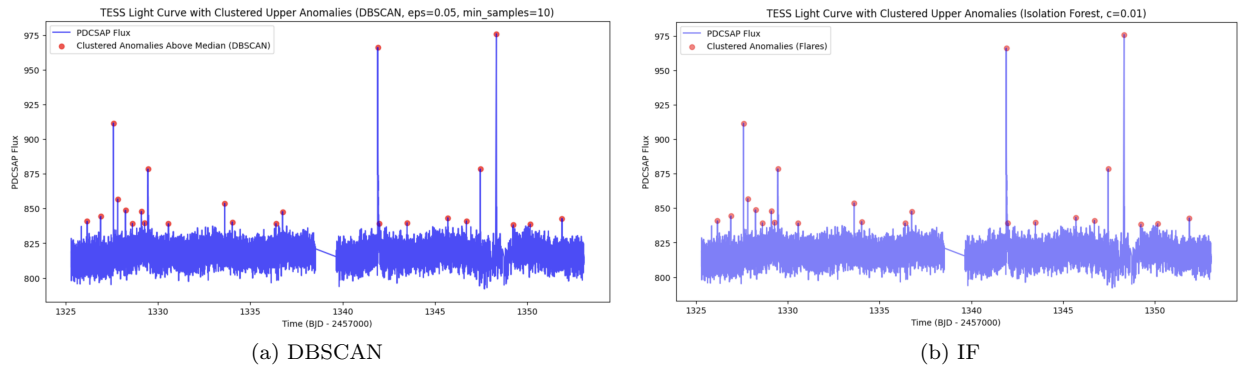 TESS Light Curve with Clustered Upper Anomalies (DBSCAN, eps=0.05, min_samples=10)
PDCSAP Flux
Clustered Anomalies Above Median (DBSCAN)
975
950
925
900
875
850
825
800
PDCSAP Flux
1325
1330
1335
1340
1345
1350
Time (BJD - 2457000)
(a) DBSCAN
TESS Light Curve with Clustered Upper Anomalies (Isolation Forest, c=0.01)
PDCSAP Flux
Clustered Anomalies (Flares)
975
950
925
900
875
850
825
800
PDCSAP Flux
1325
1330
1335
1340
1345
1350
Time (BJD - 2457000)
(b) IF